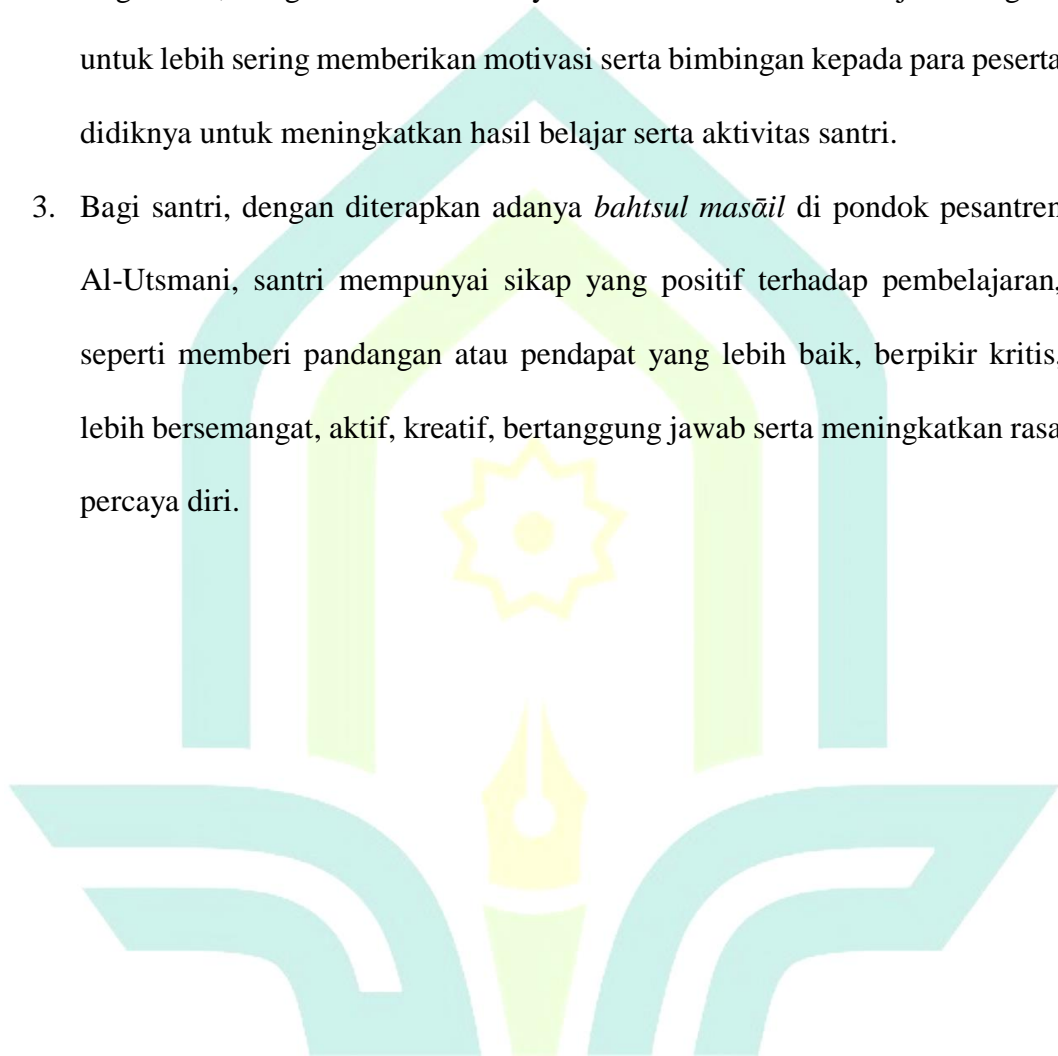 untuk lebih sering memberikan motivasi serta bimbingan kepada para peserta
didiknya untuk meningkatkan hasil belajar serta aktivitas santri.
3. Bagi santri, dengan diterapkan adanya bahtsul masāil di pondok pesantren
Al-Utsmani, santri mempunyai sikap yang positif terhadap pembelajaran,
seperti memberi pandangan atau pendapat yang lebih baik, berpikir kritis,
lebih bersemangat, aktif, kreatif, bertanggung jawab serta meningkatkan rasa
percaya diri.